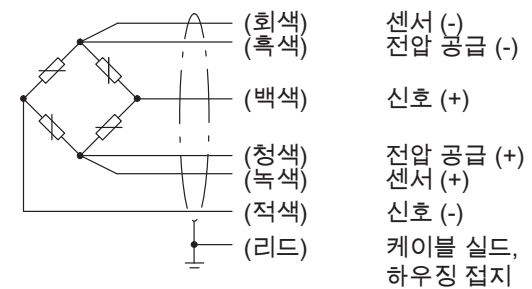 (회색) 센서 (-)
(흑색) 전압 공급 (-)
(백색) 신호 (+)
(청색) 전압 공급 (+)
(녹색) 센서 (+)
(적색) 신호 (-)
(리드) 케이블 실드,
하우징 접지